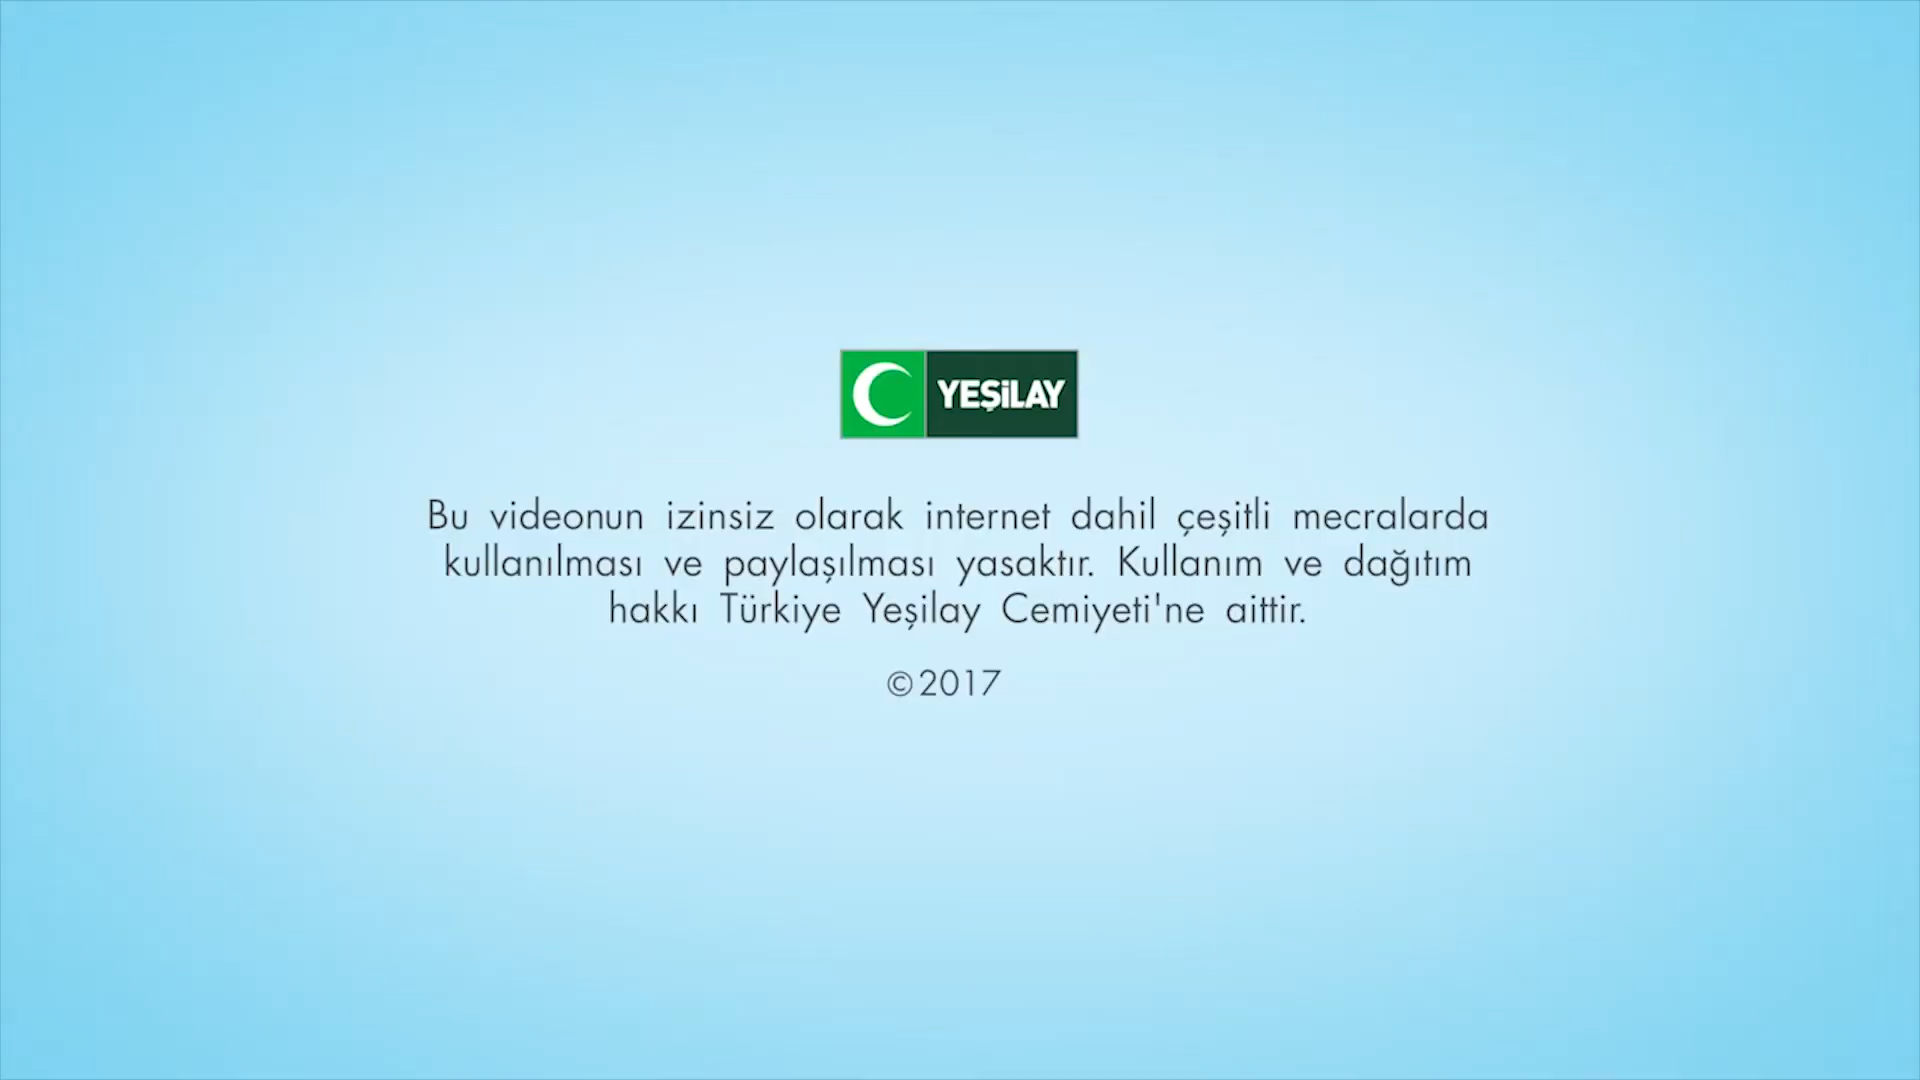 YEŞİLAY
Bu videonun izinsiz olarak internet dahil çeşitli mecralarda
kullanılması ve paylaşılması yasaktır. Kullanım ve dağıtım
hakkı Türkiye Yeşilay Cemiyeti'ne aittir.
©2017